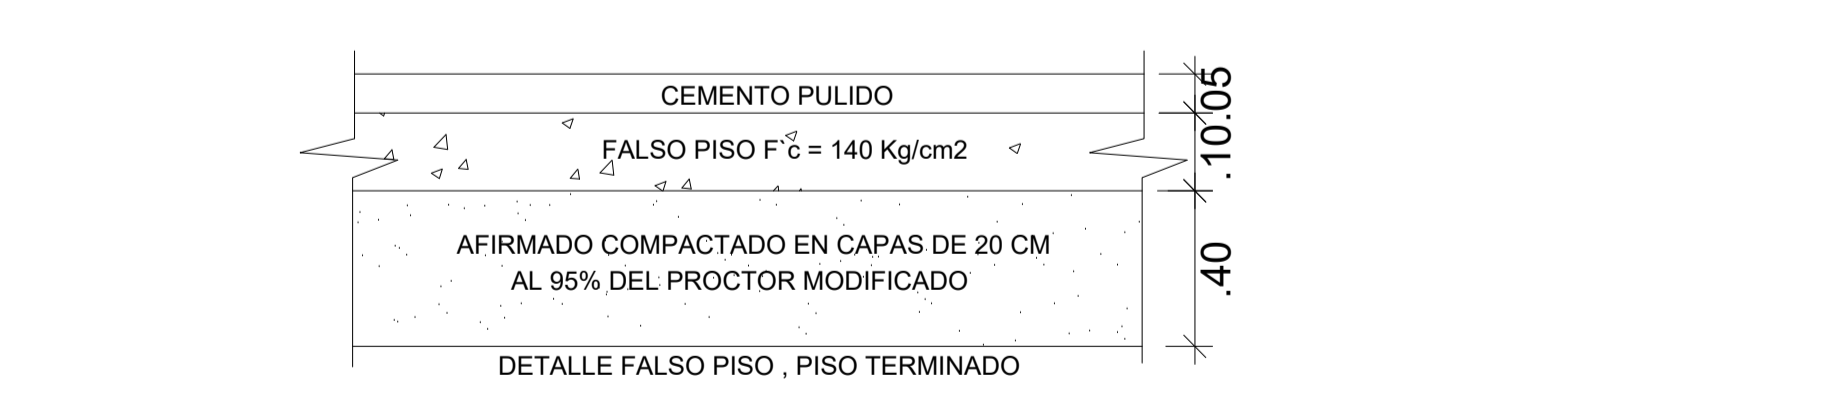 CEMENTO PULIDO
.05
FALSO PISO F`c = 140 Kg/cm2
.10
AFIRMADO COMPACTADO EN CAPAS DE 20 CM
AL 95% DEL PROCTOR MODIFICADO
.40
DETALLE FALSO PISO , PISO TERMINADO